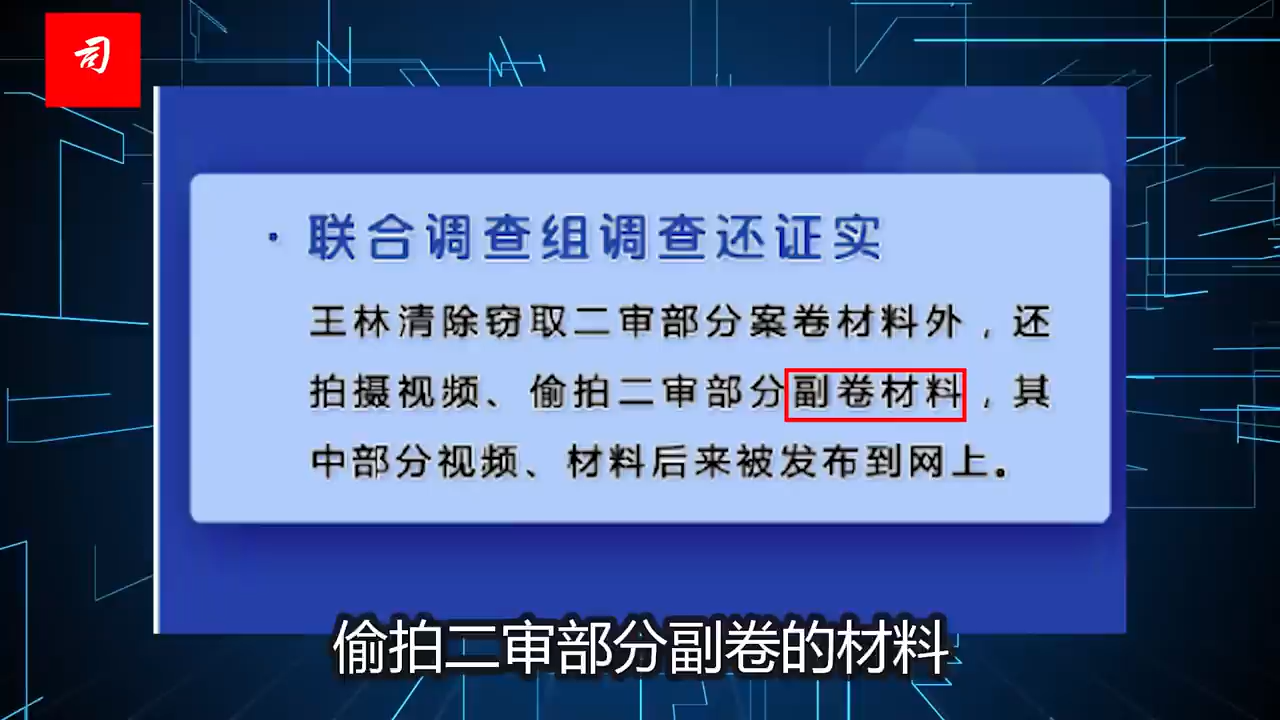 司
·联合调查组调查还证实
王林清除窃取二审部分案卷材料外，还
拍摄视频、偷拍二审部分副卷材料，其
中部分视频、材料后来被发布到网上。
偷拍二审部分副卷的材料